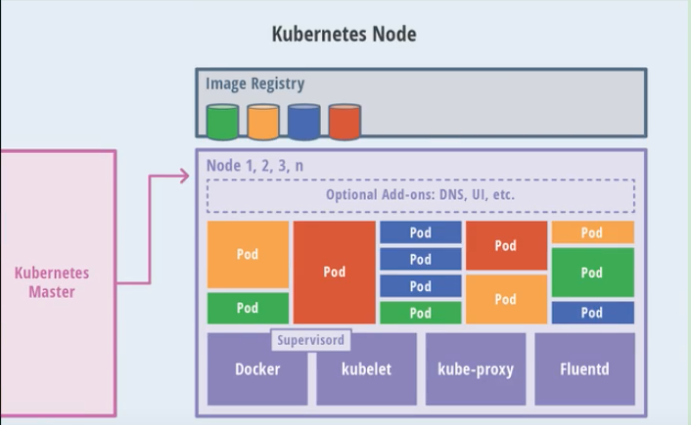 Kubernetes Node
Image Registry
Node 1, 2, 3, n
Optional Add-ons: DNS, UI, etc.
Kubernetes
Master
Pod
Pod
Pod
Pod
Pod
Pod
Pod
Pod
Pod
Pod
Pod
Pod
Supervisord
Docker
kubelet
kube-proxy
Fluentd